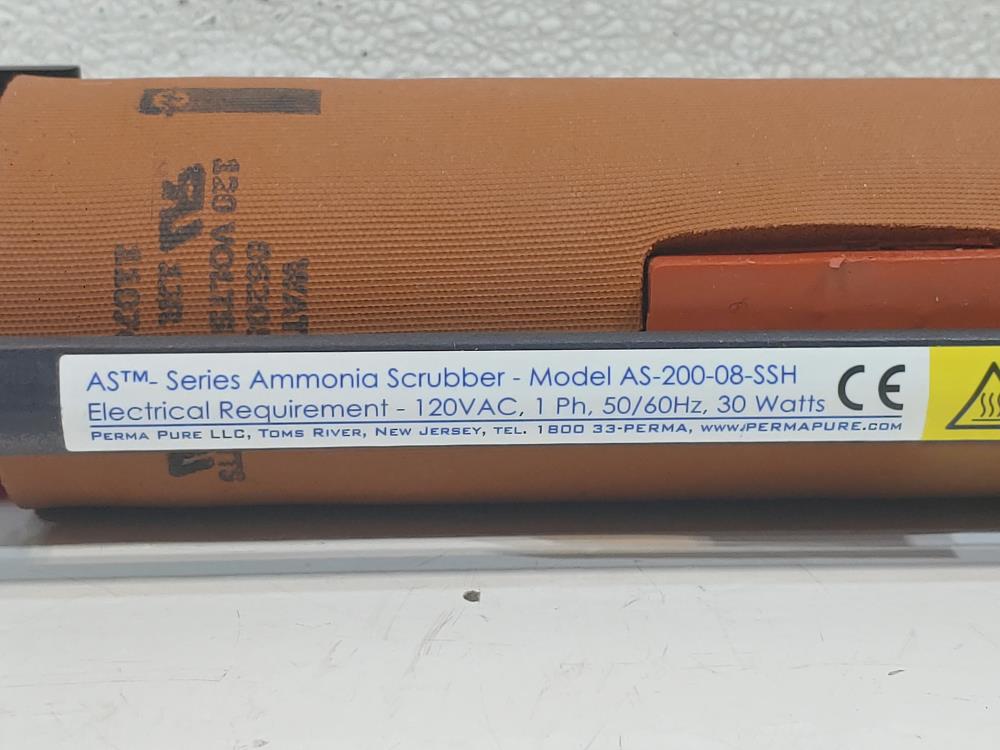 AS™- Series Ammonia Scrubber - Model AS-200-08-SSH
Electrical Requirement - 120VAC, 1 Ph, 50/60Hz, 30 Watts
PERMA PURE LLC, TOMS RIVER, NEW JERSEY, TEL. 1800 33-PERMA, WWW.PERMAPURE.COM
CE
120 VOLTS